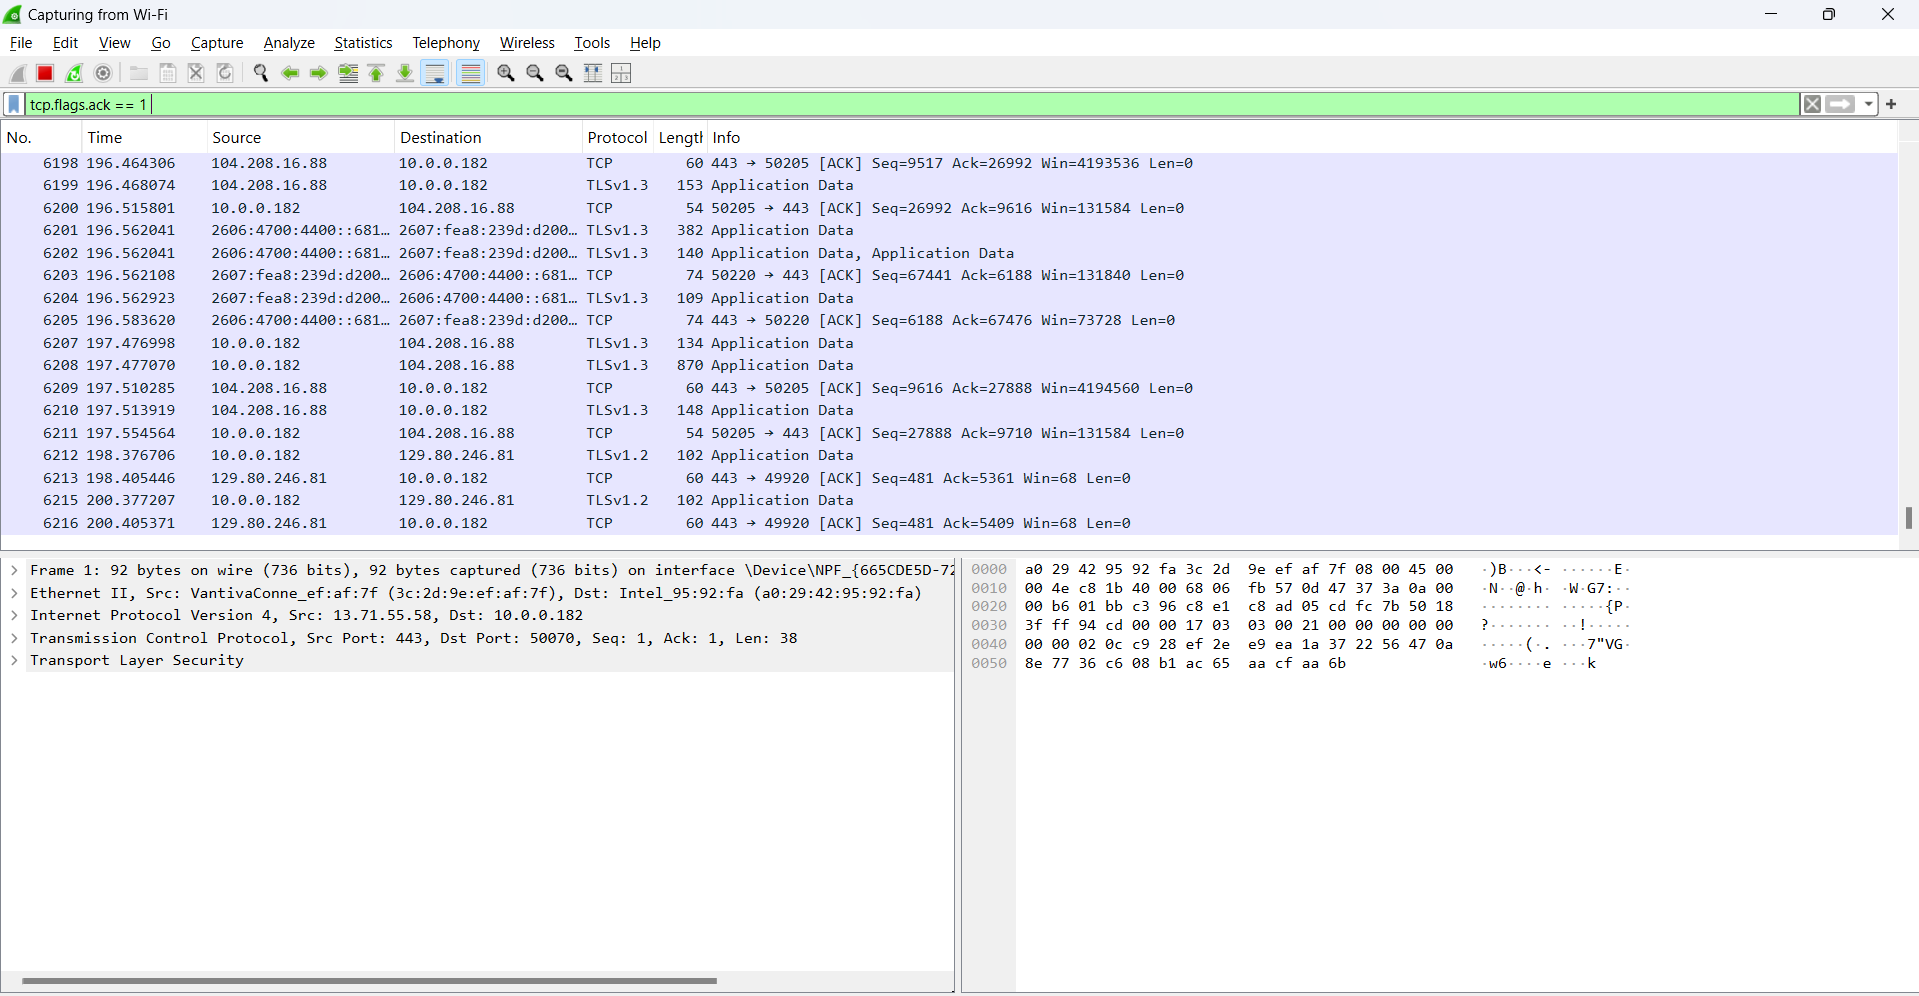 Capturing from Wi-Fi
File Edit View Go Capture Analyze Statistics Telephony Wireless Tools Help
tcp.flags.ack == 1
No. Time Source Destination Protocol Length Info
6198 196.464306 104.208.16.88 10.0.0.182 TCP 60 443 → 50205 [ACK] Seq=9517 Ack=26992 Win=4193536 Len=0
6199 196.468074 104.208.16.88 10.0.0.182 TLSv1.3 153 Application Data
6200 196.515801 10.0.0.182 104.208.16.88 TCP 54 50205 → 443 [ACK] Seq=26992 Ack=9616 Win=131584 Len=0
6201 196.562041 2606:4700:4400::681… 2607:fea8:239d:d200… TLSv1.3 382 Application Data
6202 196.562041 2606:4700:4400::681… 2607:fea8:239d:d200… TLSv1.3 140 Application Data, Application Data
6203 196.562108 2607:fea8:239d:d200… 2606:4700:4400::681… TCP 74 50220 → 443 [ACK] Seq=67441 Ack=6188 Win=131840 Len=0
6204 196.562923 2607:fea8:239d:d200… 2606:4700:4400::681… TLSv1.3 109 Application Data
6205 196.583620 2606:4700:4400::681… 2607:fea8:239d:d200… TCP 74 443 → 50220 [ACK] Seq=6188 Ack=67476 Win=73728 Len=0
6207 197.476998 10.0.0.182 104.208.16.88 TLSv1.3 134 Application Data
6208 197.477070 10.0.0.182 104.208.16.88 TLSv1.3 870 Application Data
6209 197.510285 104.208.16.88 10.0.0.182 TCP 60 443 → 50205 [ACK] Seq=9616 Ack=27888 Win=4194560 Len=0
6210 197.513919 104.208.16.88 10.0.0.182 TLSv1.3 148 Application Data
6211 197.554564 10.0.0.182 104.208.16.88 TCP 54 50205 → 443 [ACK] Seq=27888 Ack=9710 Win=131584 Len=0
6212 198.376706 10.0.0.182 129.80.246.81 TLSv1.2 102 Application Data
6213 198.405446 129.80.246.81 10.0.0.182 TCP 60 443 → 49920 [ACK] Seq=481 Ack=5361 Win=68 Len=0
6215 200.377207 10.0.0.182 129.80.246.81 TLSv1.2 102 Application Data
6216 200.405371 129.80.246.81 10.0.0.182 TCP 60 443 → 49920 [ACK] Seq=481 Ack=5409 Win=68 Len=0
Frame 1: 92 bytes on wire (736 bits), 92 bytes captured (736 bits) on interface \Device\NPF_{665CDE5D-72
Ethernet II, Src: VantivaConne_ef:af:7f (3c:2d:9e:ef:af:7f), Dst: Intel_95:92:fa (a0:29:42:95:92:fa)
Internet Protocol Version 4, Src: 13.71.55.58, Dst: 10.0.0.182
Transmission Control Protocol, Src Port: 443, Dst Port: 50070, Seq: 1, Ack: 1, Len: 38
Transport Layer Security
0000 a0 29 42 95 92 fa 3c 2d 9e ef af 7f 08 00 45 00 ·)B···<- ······E·
0010 00 4e c8 1b 40 00 68 06 fb 57 0d 47 37 3a 0a 00 ·N··@·h· ·W·G7:··
0020 00 b6 01 bb c3 96 c8 e1 c8 ad 05 cd fc 7b 50 18 ········ ·····{P·
0030 3f ff 94 cd 00 00 17 03 03 00 21 00 00 00 00 00 ?······· ··!·····
0040 00 00 02 0c c9 28 ef 2e e9 ea 1a 37 22 56 47 0a ·····(·. ···7"VG·
0050 8e 77 36 c6 08 b1 ac 65 aa cf aa 6b ·w6····e ···k